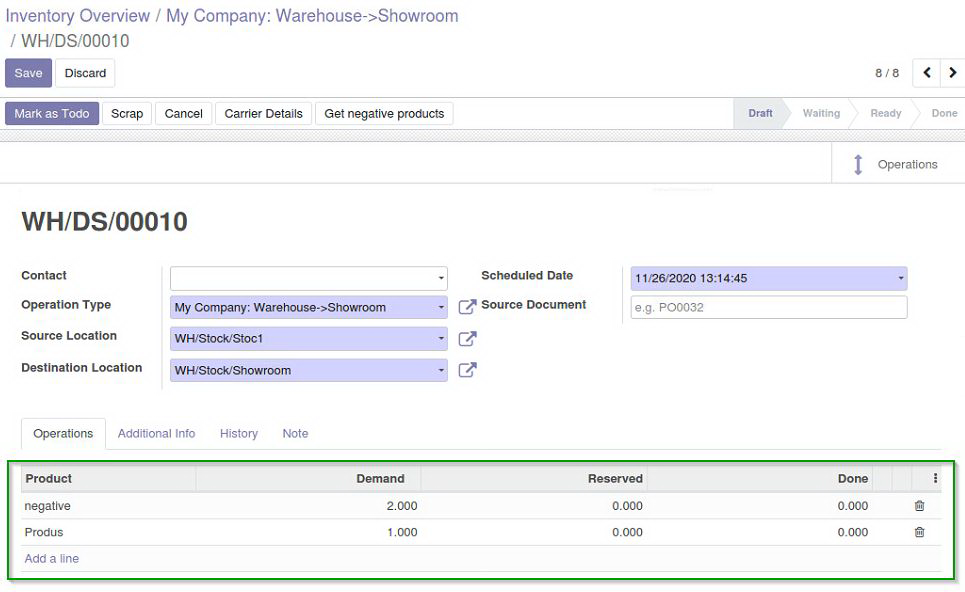 Inventory Overview / My Company: Warehouse->Showroom
/ WH/DS/00010
Save Discard 8 / 8
Mark as Todo Scrap Cancel Carrier Details Get negative products Draft Waiting Ready Done
Operations
WH/DS/00010
Contact Scheduled Date 11/26/2020 13:14:45
Operation Type My Company: Warehouse->Showroom Source Document e.g. PO0032
Source Location WH/Stock/Stoc1
Destination Location WH/Stock/Showroom
Operations Additional Info History Note
Product Demand Reserved Done
negative 2.000 0.000 0.000
Produs 1.000 0.000 0.000
Add a line